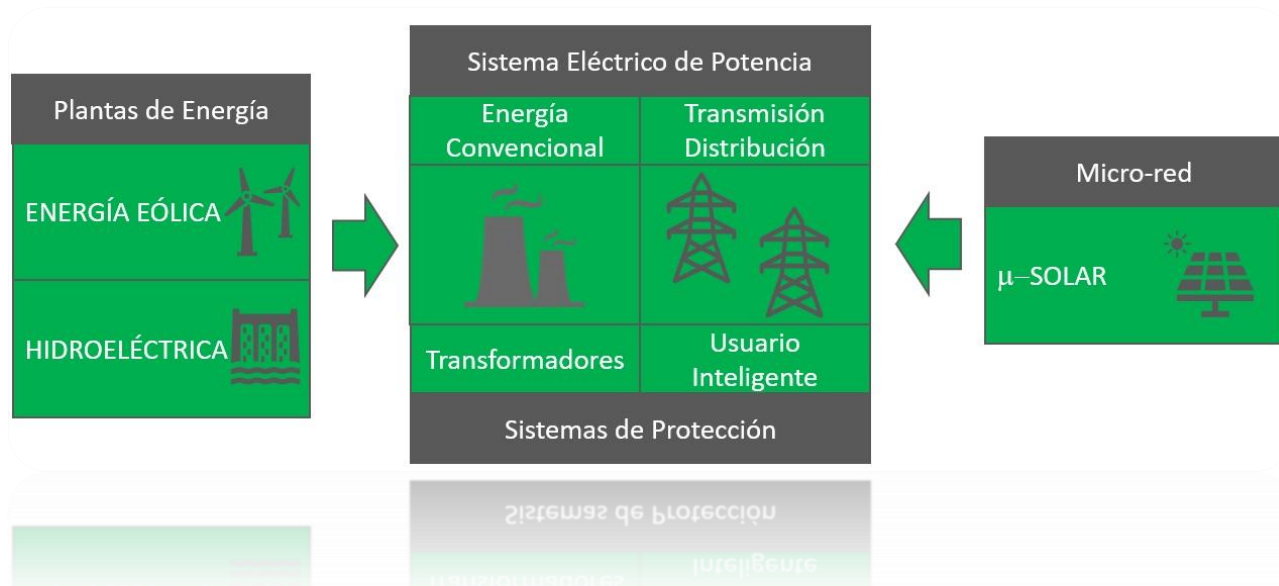 Plantas de Energía
ENERGÍA EÓLICA
HIDROELÉCTRICA
Sistema Eléctrico de Potencia
Energía
Convencional
Transmisión
Distribución
Transformadores
Usuario
Inteligente
Sistemas de Protección
Micro-red
μ–SOLAR